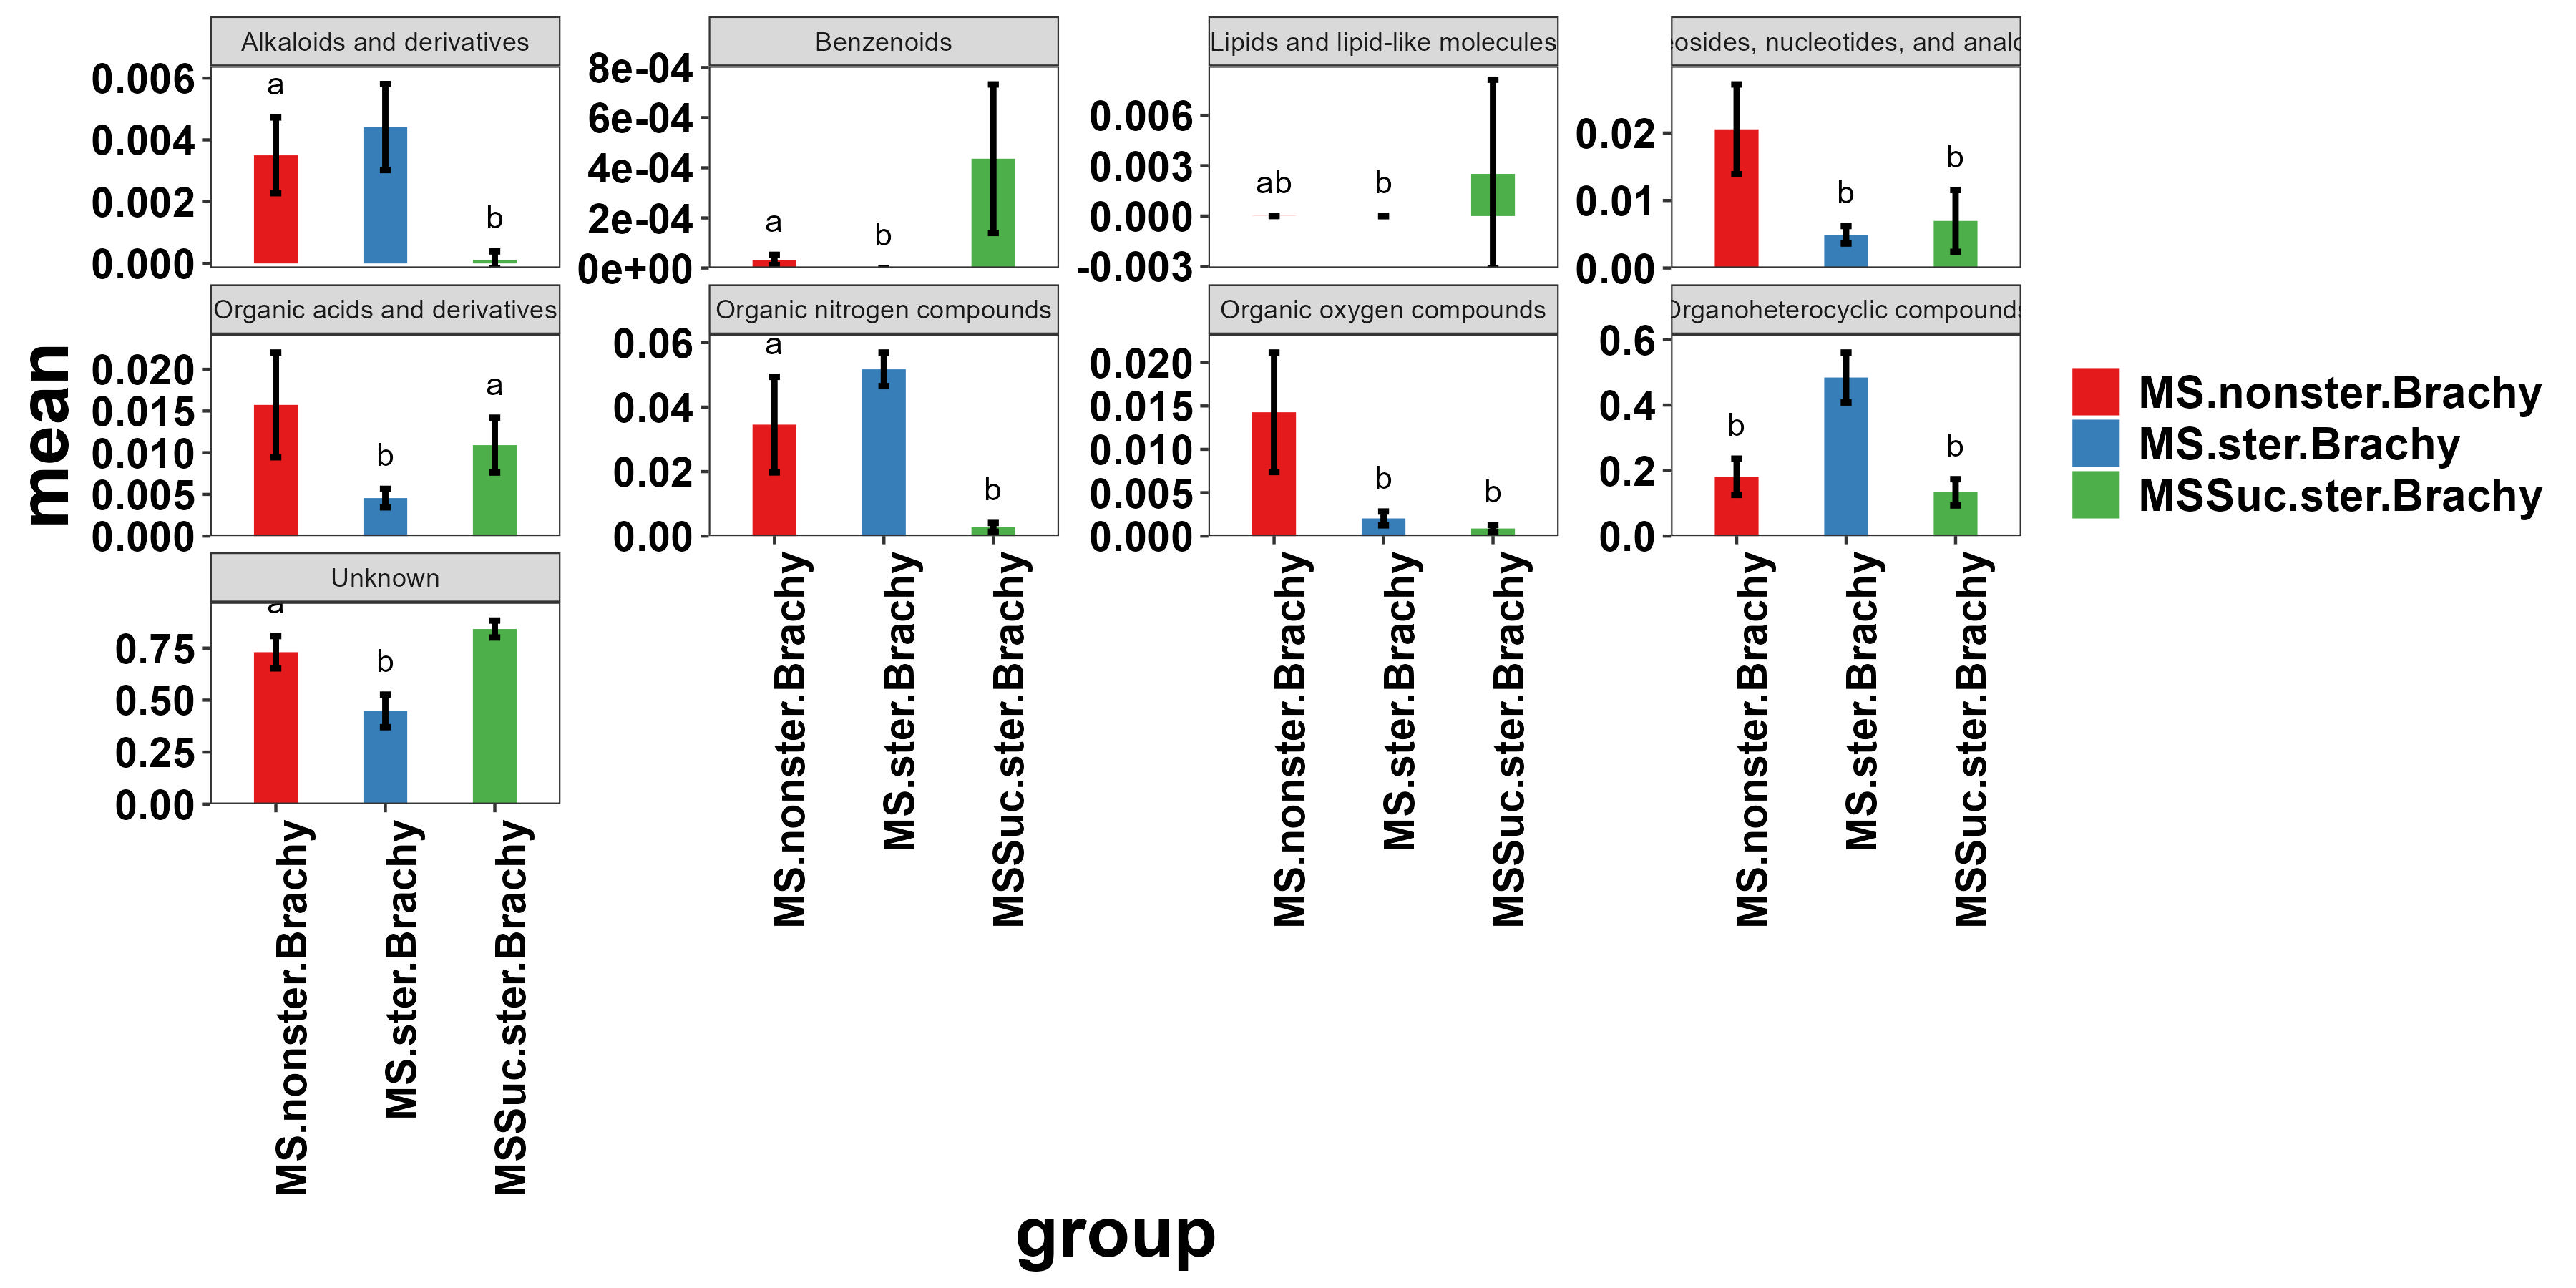 Alkaloids and derivatives
Benzenoids
Lipids and lipid-like molecules
eosides, nucleotides, and analo
0.006
0.004
0.002
0.000
a
b
8e-04
6e-04
4e-04
2e-04
0e+00
a
b
0.006
0.003
0.000
-0.003
ab
b
0.02
0.01
0.00
b
b
Organic acids and derivatives
Organic nitrogen compounds
Organic oxygen compounds
Organoheterocyclic compounds
0.020
0.015
0.010
0.005
0.000
b
a
0.06
0.04
0.02
0.00
a
b
0.020
0.015
0.010
0.005
0.000
b
b
0.6
0.4
0.2
0.0
b
b
Unknown
0.75
0.50
0.25
0.00
a
b
MS.nonster.Brachy
MS.ster.Brachy
MSSuc.ster.Brachy
MS.nonster.Brachy
MS.ster.Brachy
MSSuc.ster.Brachy
MS.nonster.Brachy
MS.ster.Brachy
MSSuc.ster.Brachy
MS.nonster.Brachy
MS.ster.Brachy
MSSuc.ster.Brachy
mean
group
MS.nonster.Brachy
MS.ster.Brachy
MSSuc.ster.Brachy